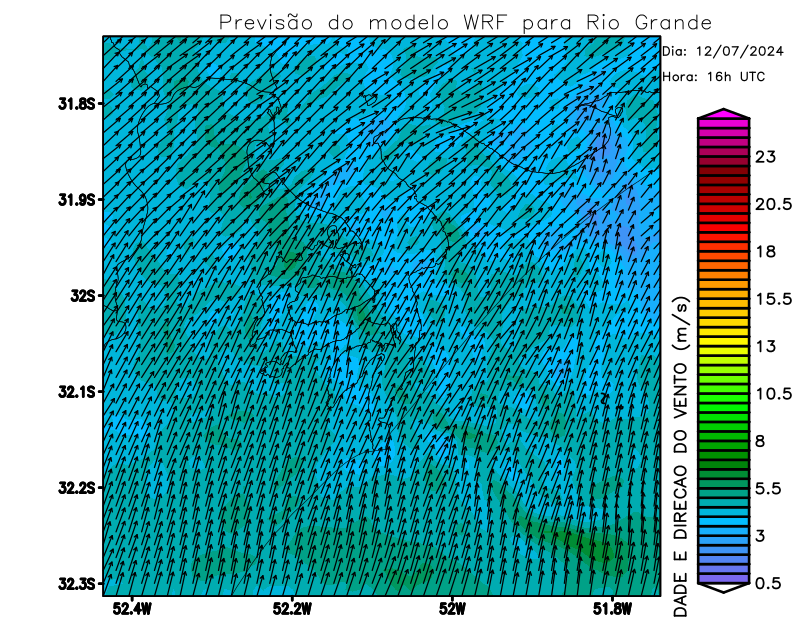 Previsão do modelo WRF para Rio Grande
Dia: 12/07/2024
Hora: 16h UTC
31.8S
31.9S
32S
32.1S
32.2S
32.3S
52.4W
52.2W
52W
51.8W
DADE E DIRECAO DO VENTO (m/s)
23
20.5
18
15.5
13
10.5
8
5.5
3
0.5